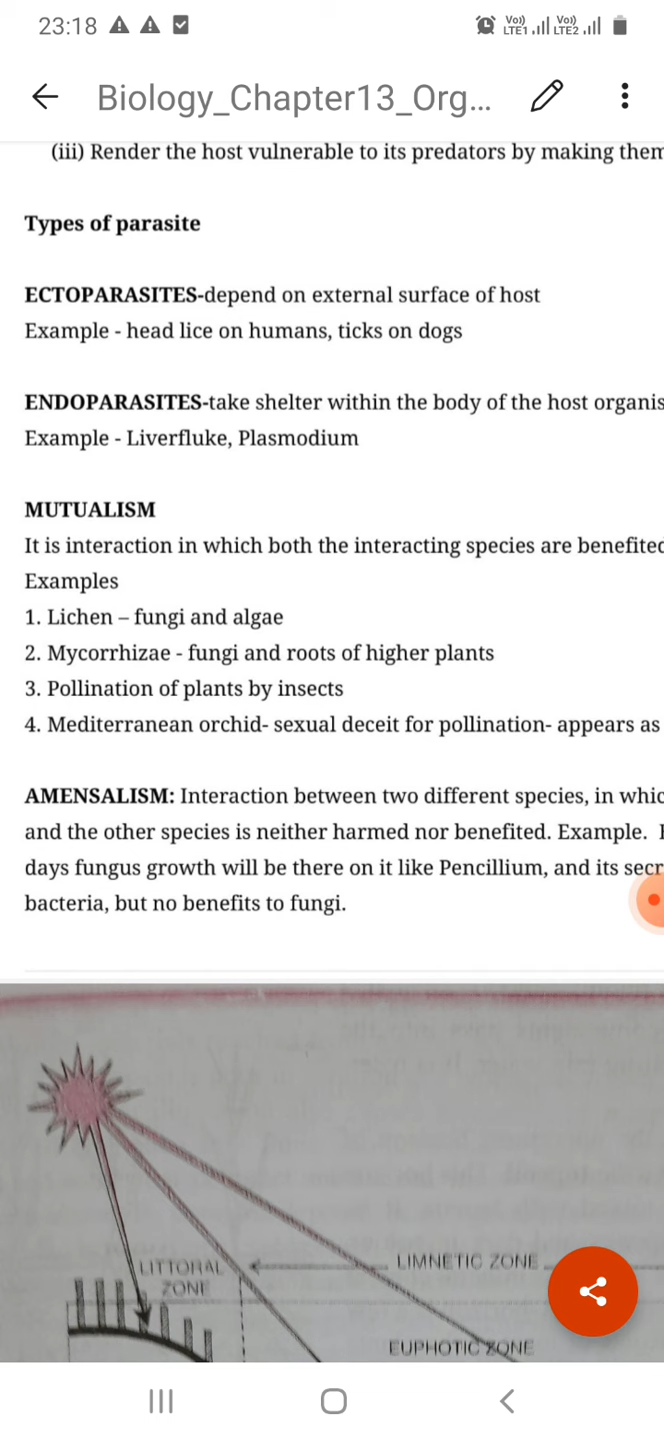 23:18
Vo)) LTE1 Vo)) LTE2
Biology_Chapter13_Org...
(iii) Render the host vulnerable to its predators by making them
Types of parasite
ECTOPARASITES-depend on external surface of host
Example - head lice on humans, ticks on dogs
ENDOPARASITES-take shelter within the body of the host organis
Example - Liverfluke, Plasmodium
MUTUALISM
It is interaction in which both the interacting species are benefited
Examples
1. Lichen – fungi and algae
2. Mycorrhizae - fungi and roots of higher plants
3. Pollination of plants by insects
4. Mediterranean orchid- sexual deceit for pollination- appears as
AMENSALISM: Interaction between two different species, in whic
and the other species is neither harmed nor benefited. Example.
days fungus growth will be there on it like Pencillium, and its secr
bacteria, but no benefits to fungi.
LITTORAL
ZONE
LIMNETIC ZONE
EUPHOTIC ZONE